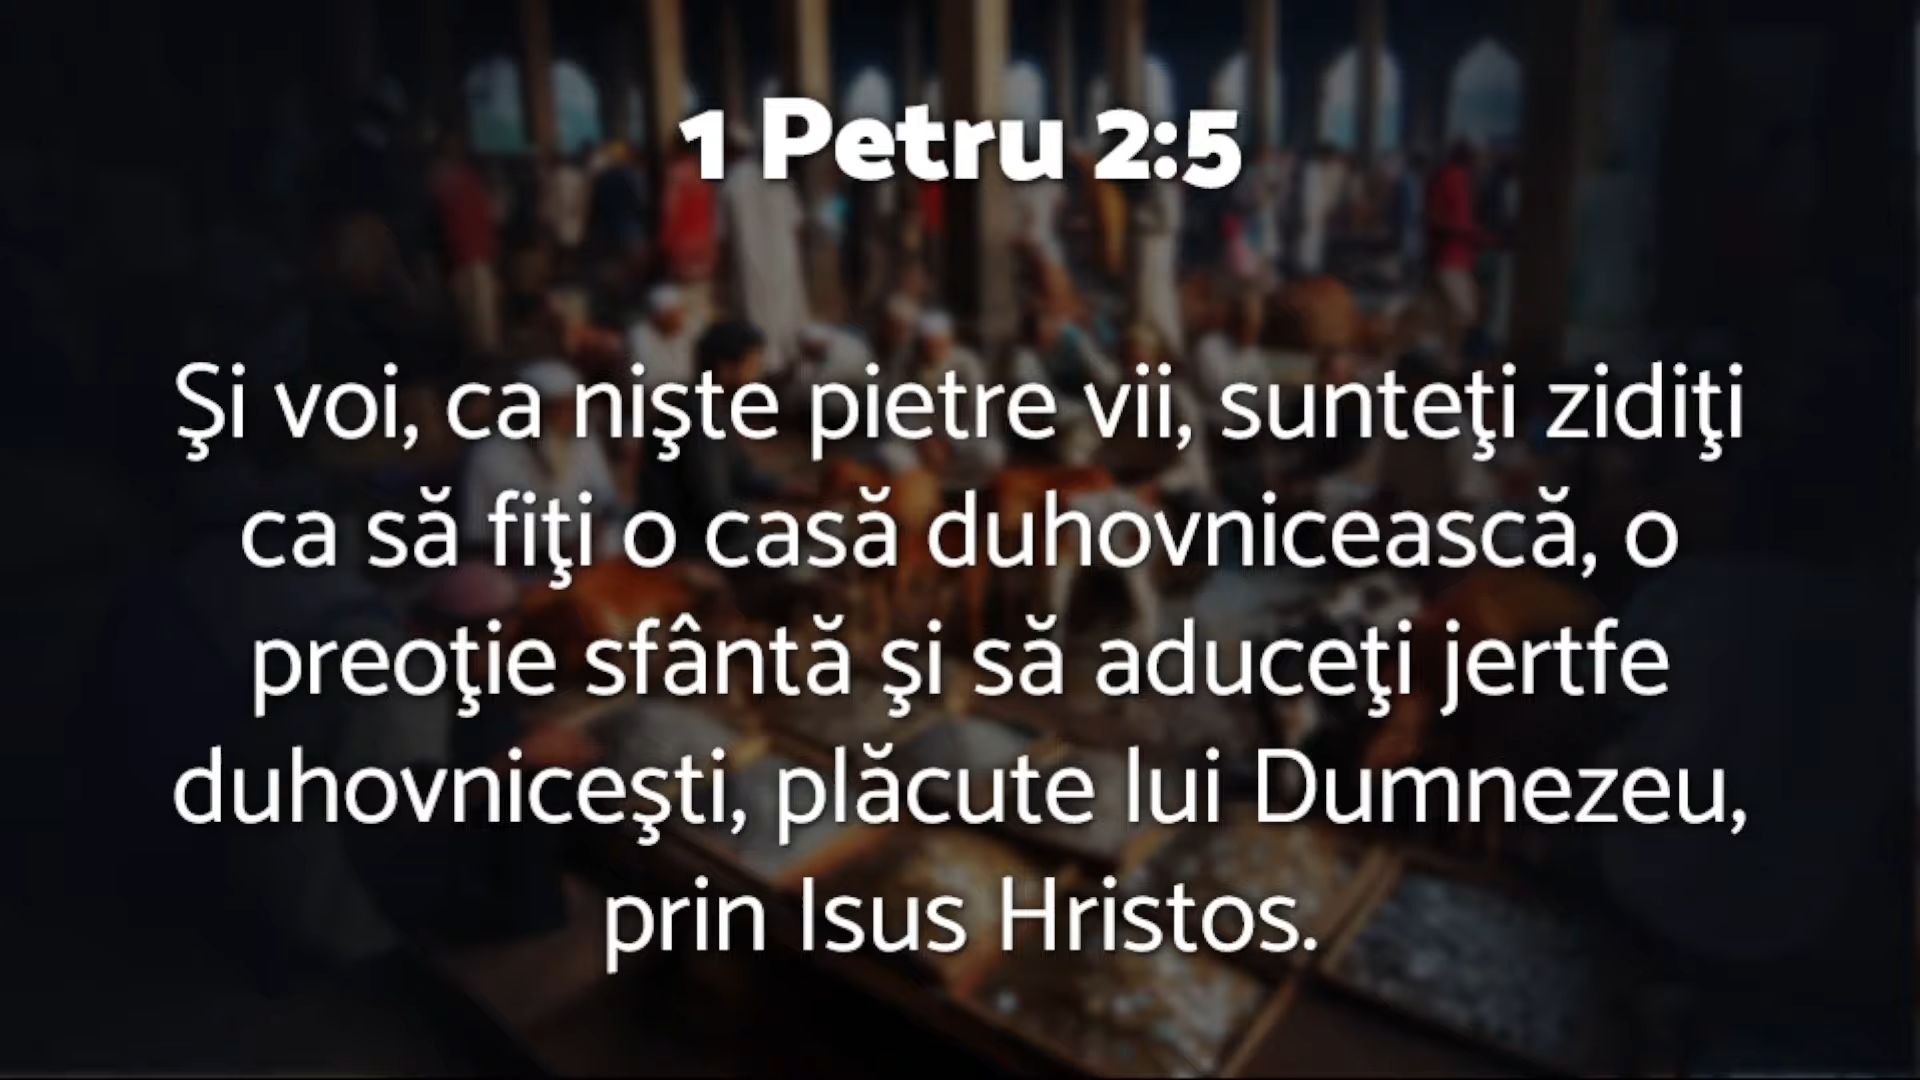 1 Petru 2:5
Şi voi, ca nişte pietre vii, sunteţi zidiţi
ca să fiţi o casă duhovnicească, o
preoţie sfântă şi să aduceţi jertfe
duhovniceşti, plăcute lui Dumnezeu,
prin Isus Hristos.